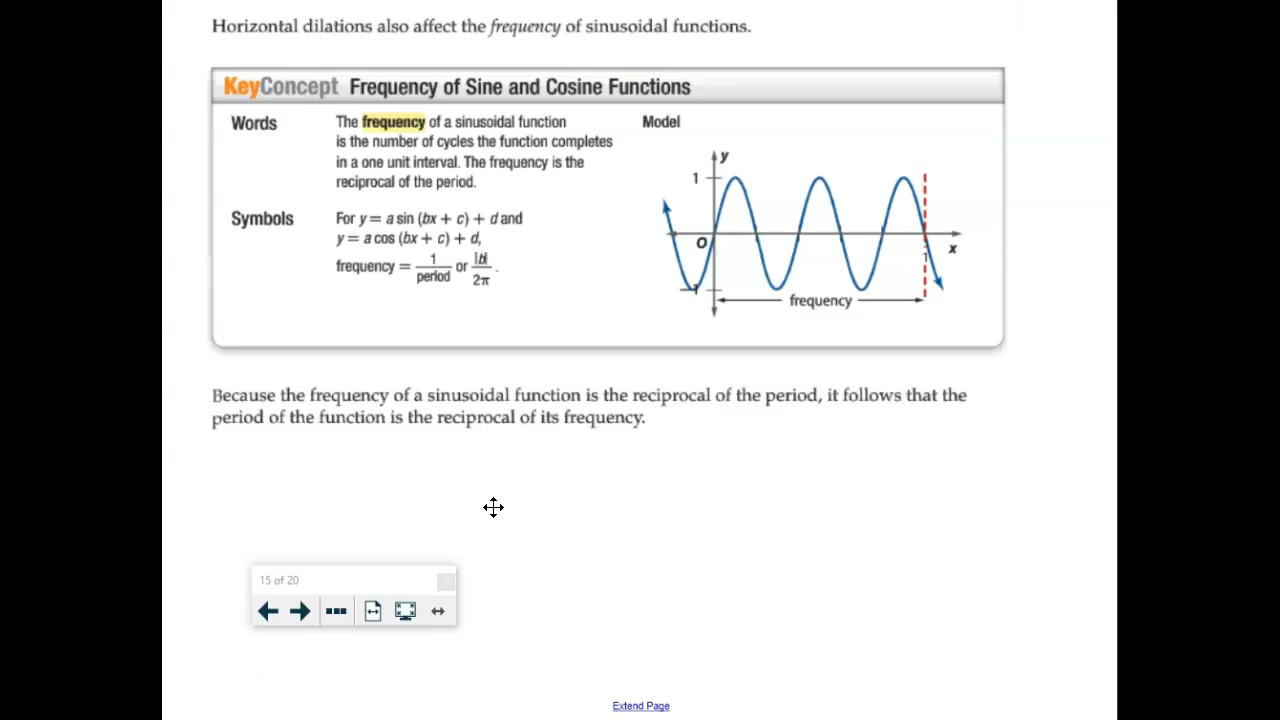 Horizontal dilations also affect the frequency of sinusoidal functions.
KeyConcept Frequency of Sine and Cosine Functions
Words
The frequency of a sinusoidal function
is the number of cycles the function completes
in a one unit interval. The frequency is the
reciprocal of the period.
Symbols
For y = a sin (bx + c) + d and
y = a cos (bx + c) + d,
frequency = 1/period or |b|/2π.
Model
y
1
O
x
1
-1
frequency
Because the frequency of a sinusoidal function is the reciprocal of the period, it follows that the
period of the function is the reciprocal of its frequency.
15 of 20
Extend Page